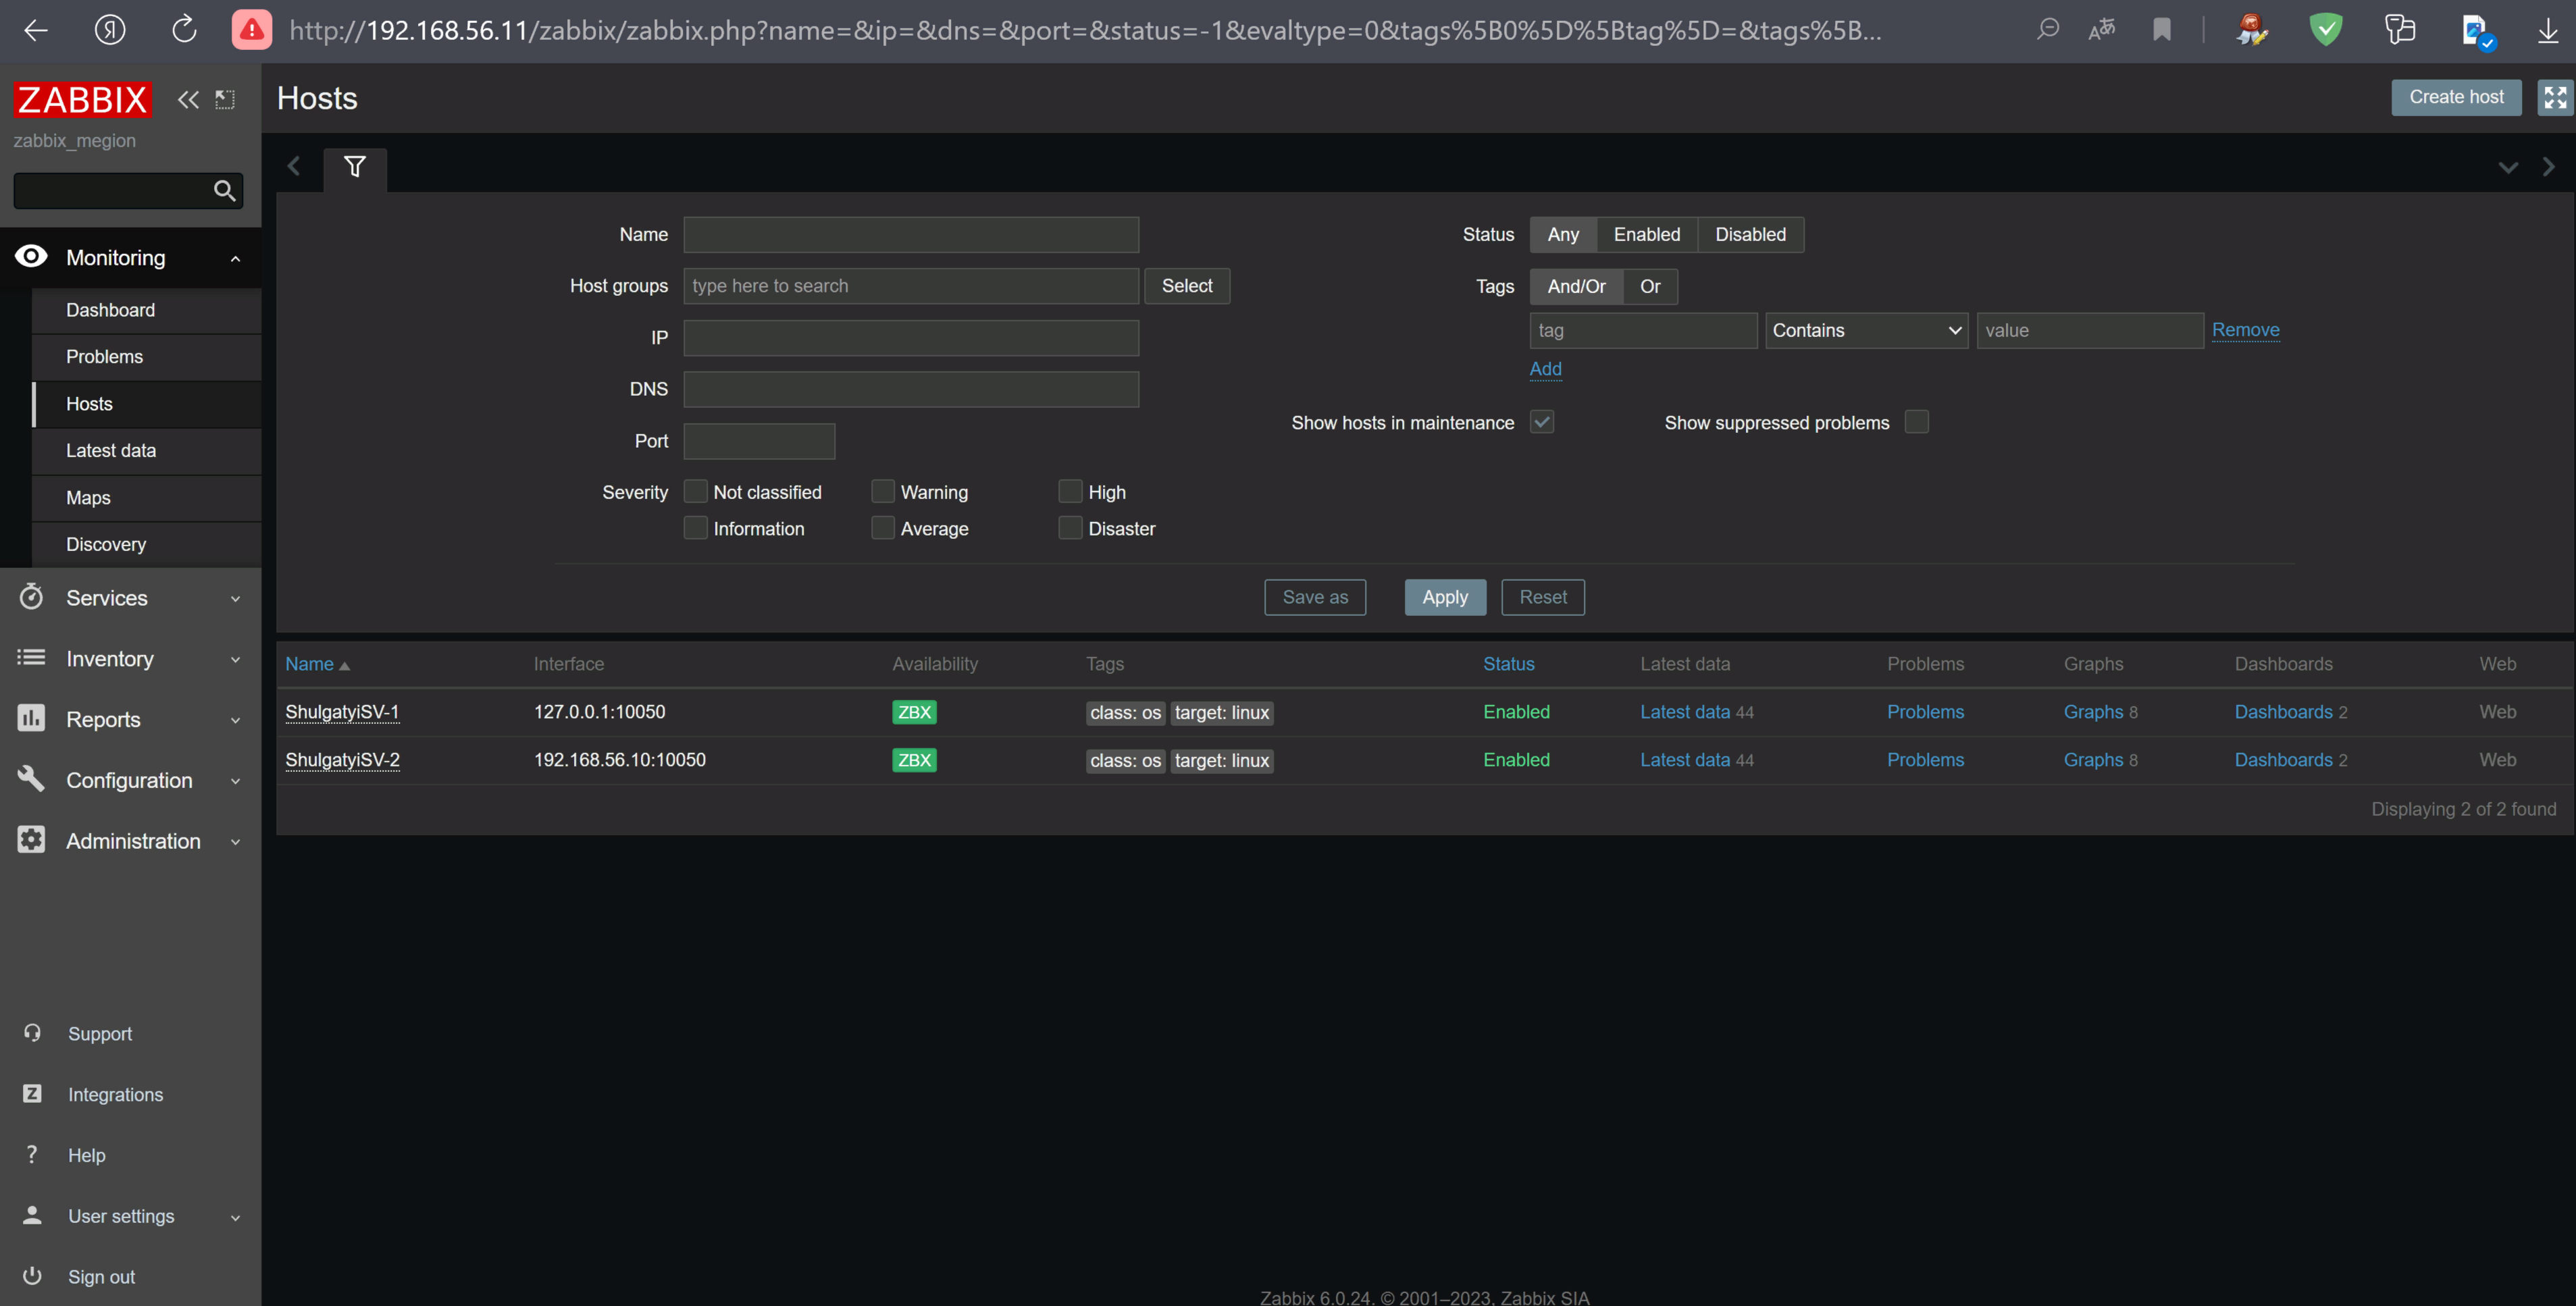 http://192.168.56.11/zabbix/zabbix.php?name=&ip=&dns=&port=&status=-1&evaltype=0&tags%5B0%5D%5Btag%5D=&tags%5B...
ZABBIX
zabbix_megion
Monitoring
Dashboard
Problems
Hosts
Latest data
Maps
Discovery
Services
Inventory
Reports
Configuration
Administration
Support
Integrations
Help
User settings
Sign out
Hosts
Create host
Name
Host groups type here to search Select
IP
DNS
Port
Severity Not classified Warning High
Information Average Disaster
Status Any Enabled Disabled
Tags And/Or Or
tag Contains value Remove
Add
Show hosts in maintenance Show suppressed problems
Save as Apply Reset
Name Interface Availability Tags Status Latest data Problems Graphs Dashboards Web
ShulgatyiSV-1 127.0.0.1:10050 ZBX class: os target: linux Enabled Latest data 44 Problems Graphs 8 Dashboards 2 Web
ShulgatyiSV-2 192.168.56.10:10050 ZBX class: os target: linux Enabled Latest data 44 Problems Graphs 8 Dashboards 2 Web
Displaying 2 of 2 found
Zabbix 6.0.24. © 2001–2023, Zabbix SIA